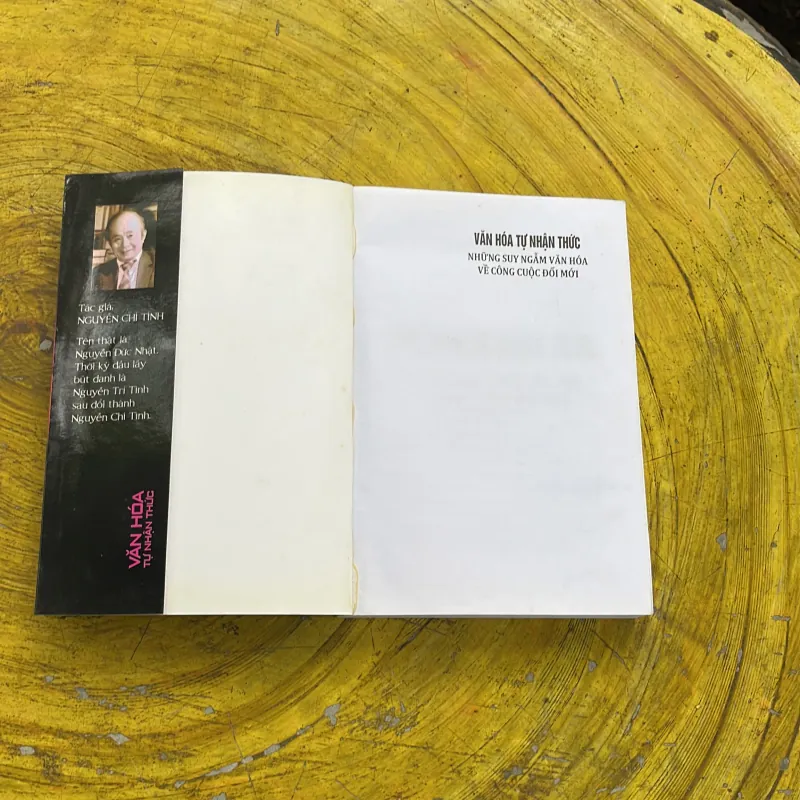 Tác giả,
NGUYỄN CHÍ TÌNH
Tên thật là
Nguyễn Đức Nhật.
Thời kỳ đầu lấy
bút danh là
Nguyễn Trí Tình
sau đổi thành
Nguyễn Chí Tình.
VĂN HÓA
TỰ NHẬN THỨC
VĂN HÓA TỰ NHẬN THỨC
NHỮNG SUY NGẪM VĂN HÓA
VỀ CÔNG CUỘC ĐỔI MỚI